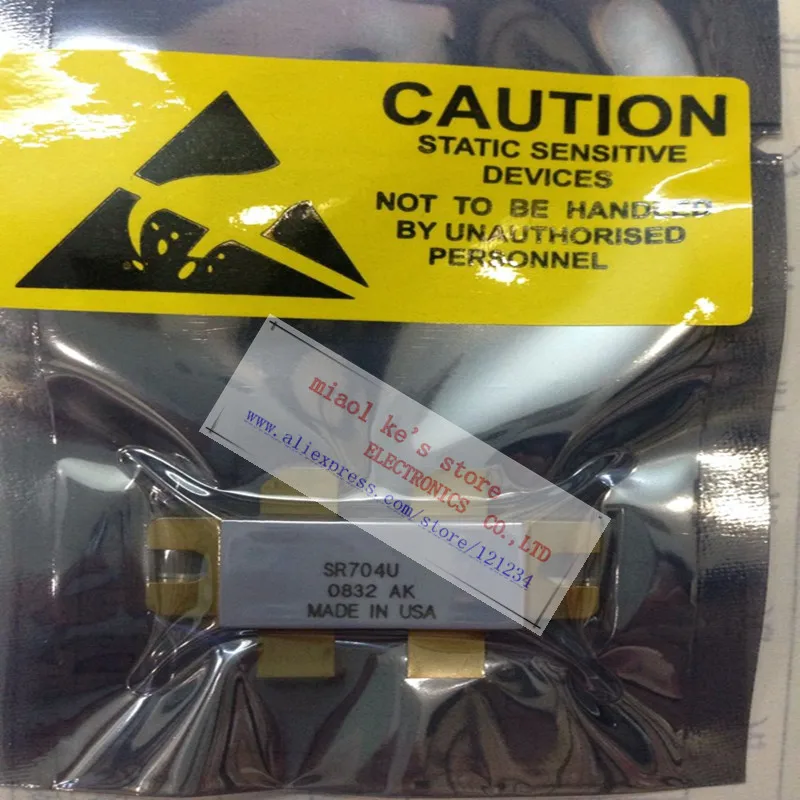 CAUTION
STATIC SENSITIVE
DEVICES
NOT TO BE HANDLED
BY UNAUTHORISED
PERSONNEL
miaol ke's store
ELECTRONICS CO.,LTD
www.aliexpress.com/store/121234
SR704U
0832 AK
MADE IN USA